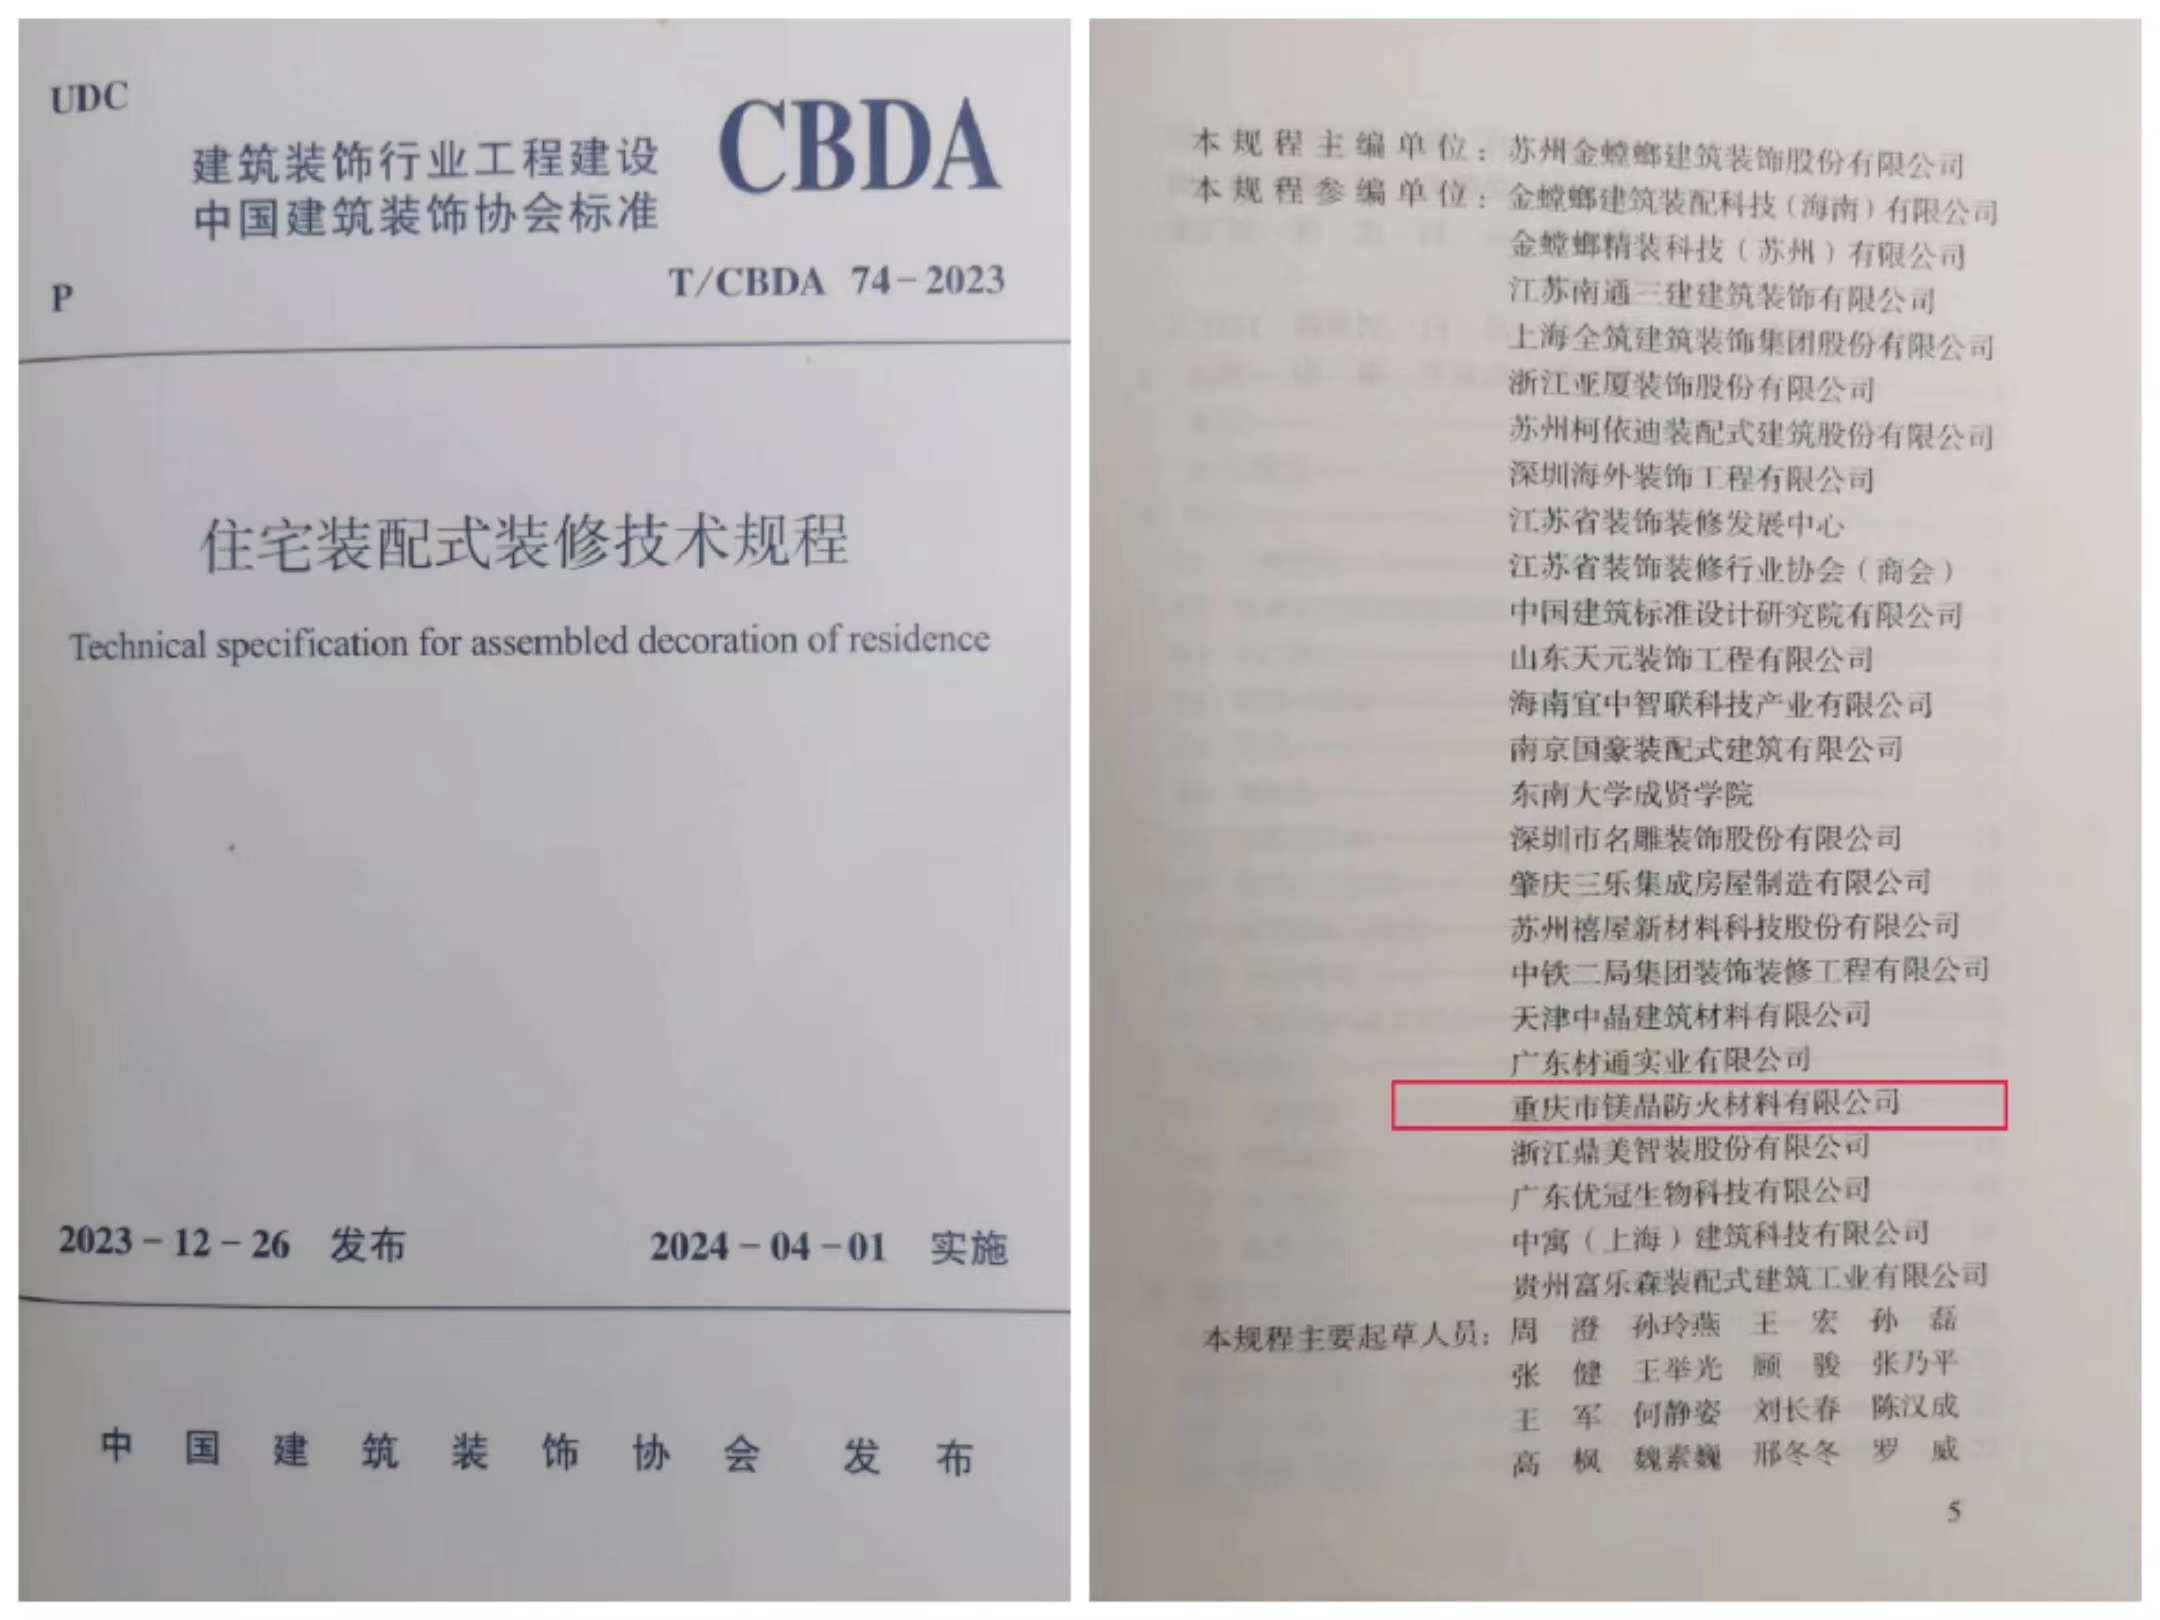 UDC
建筑装饰行业工程建设
中国建筑装饰协会标准
CBDA
T/CBDA 74-2023
P
住宅装配式装修技术规程
Technical specification for assembled decoration of residence
2023-12-26 发布
2024-04-01 实施
中国建筑装饰协会 发布
本规程主编单位：苏州金螳螂建筑装饰股份有限公司
本规程参编单位：金螳螂建筑装配科技（海南）有限公司
金螳螂精装科技（苏州）有限公司
江苏南通三建建筑装饰有限公司
上海全筑建筑装饰集团股份有限公司
浙江亚厦装饰股份有限公司
苏州柯依迪装配式建筑股份有限公司
深圳海外装饰工程有限公司
江苏省装饰装修发展中心
江苏省装饰装修行业协会（商会）
中国建筑标准设计研究院有限公司
山东天元装饰工程有限公司
海南宜中智联科技产业有限公司
南京国豪装配式建筑有限公司
东南大学成贤学院
深圳市名雕装饰股份有限公司
肇庆三乐集成房屋制造有限公司
苏州禧屋新材料科技股份有限公司
中铁二局集团装饰装修工程有限公司
天津中晶建筑材料有限公司
广东材通实业有限公司
重庆市镁晶防火材料有限公司
浙江鼎美智装股份有限公司
广东优冠生物科技有限公司
中寓（上海）建筑科技有限公司
贵州富乐森装配式建筑工业有限公司
本规程主要起草人员：周 澄 孙玲燕 王 宏 孙 磊
张 健 王举光 顾 骏 张乃平
王 军 何静姿 刘长春 陈汉成
高 枫 魏素巍 邢冬冬 罗 威
5